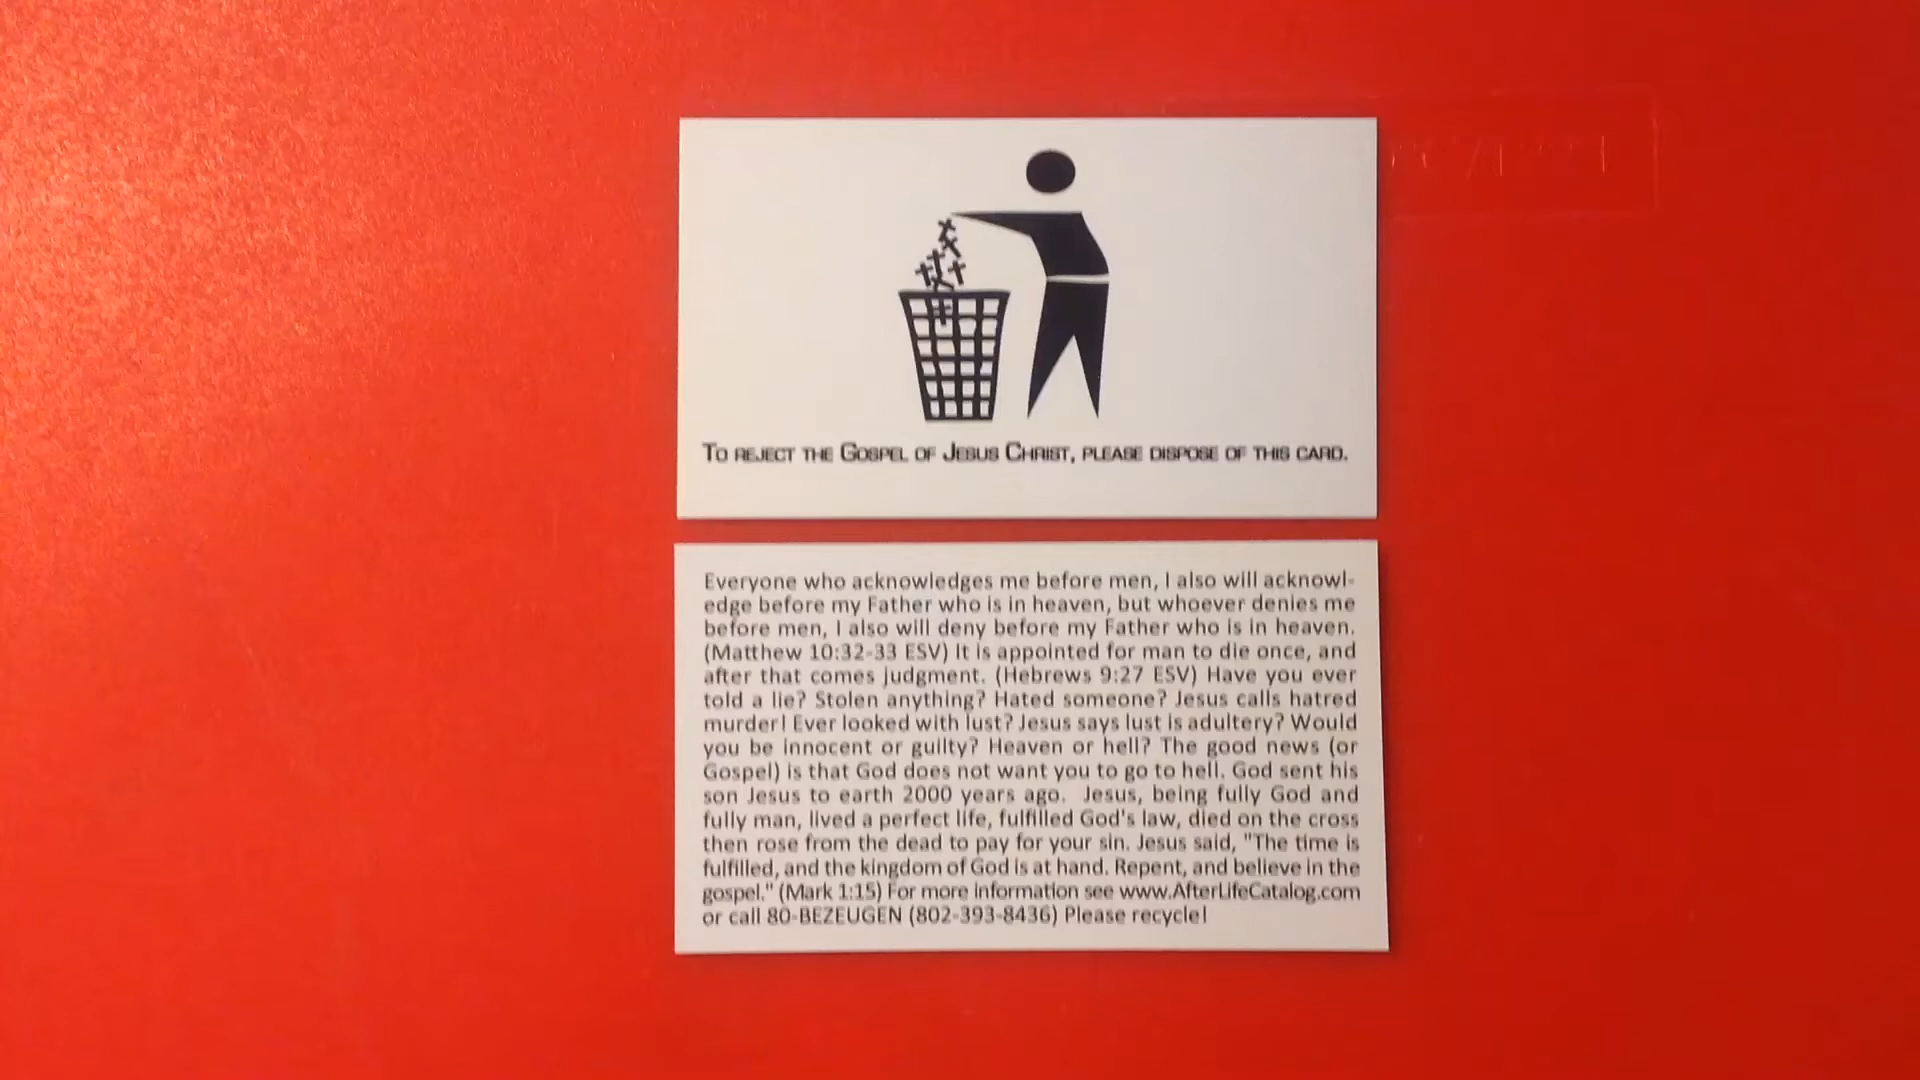 To reject the Gospel of Jesus Christ, please dispose of this card.
Everyone who acknowledges me before men, I also will acknowl-
edge before my Father who is in heaven, but whoever denies me
before men, I also will deny before my Father who is in heaven.
(Matthew 10:32-33 ESV) It is appointed for man to die once, and
after that comes judgment. (Hebrews 9:27 ESV) Have you ever
told a lie? Stolen anything? Hated someone? Jesus calls hatred
murder! Ever looked with lust? Jesus says lust is adultery? Would
you be innocent or guilty? Heaven or hell? The good news (or
Gospel) is that God does not want you to go to hell. God sent his
son Jesus to earth 2000 years ago. Jesus, being fully God and
fully man, lived a perfect life, fulfilled God's law, died on the cross
then rose from the dead to pay for your sin. Jesus said, "The time is
fulfilled, and the kingdom of God is at hand. Repent, and believe in the
gospel." (Mark 1:15) For more information see www.AfterLifeCatalog.com
or call 80-BEZEUGEN (802-393-8436) Please recycle!